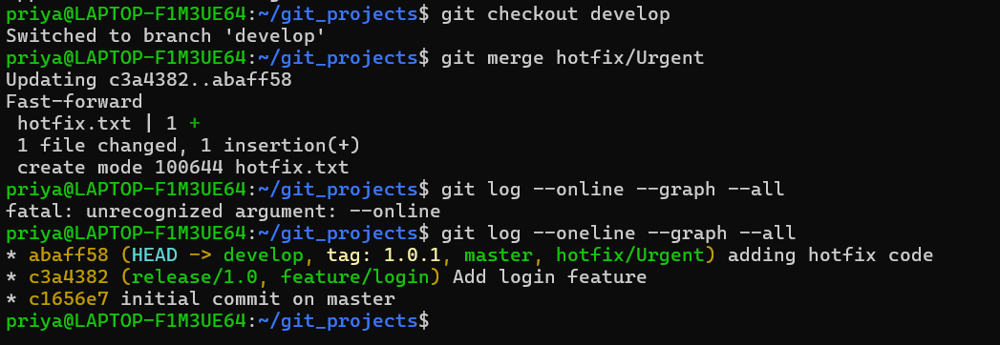 priya@LAPTOP-F1M3UE64:~/git_projects$ git checkout develop
Switched to branch 'develop'
priya@LAPTOP-F1M3UE64:~/git_projects$ git merge hotfix/Urgent
Updating c3a4382..abaff58
Fast-forward
 hotfix.txt | 1 +
 1 file changed, 1 insertion(+)
 create mode 100644 hotfix.txt
priya@LAPTOP-F1M3UE64:~/git_projects$ git log --online --graph --all
fatal: unrecognized argument: --online
priya@LAPTOP-F1M3UE64:~/git_projects$ git log --oneline --graph --all
* abaff58 (HEAD -> develop, tag: 1.0.1, master, hotfix/Urgent) adding hotfix code
* c3a4382 (release/1.0, feature/login) Add login feature
* c1656e7 initial commit on master
priya@LAPTOP-F1M3UE64:~/git_projects$